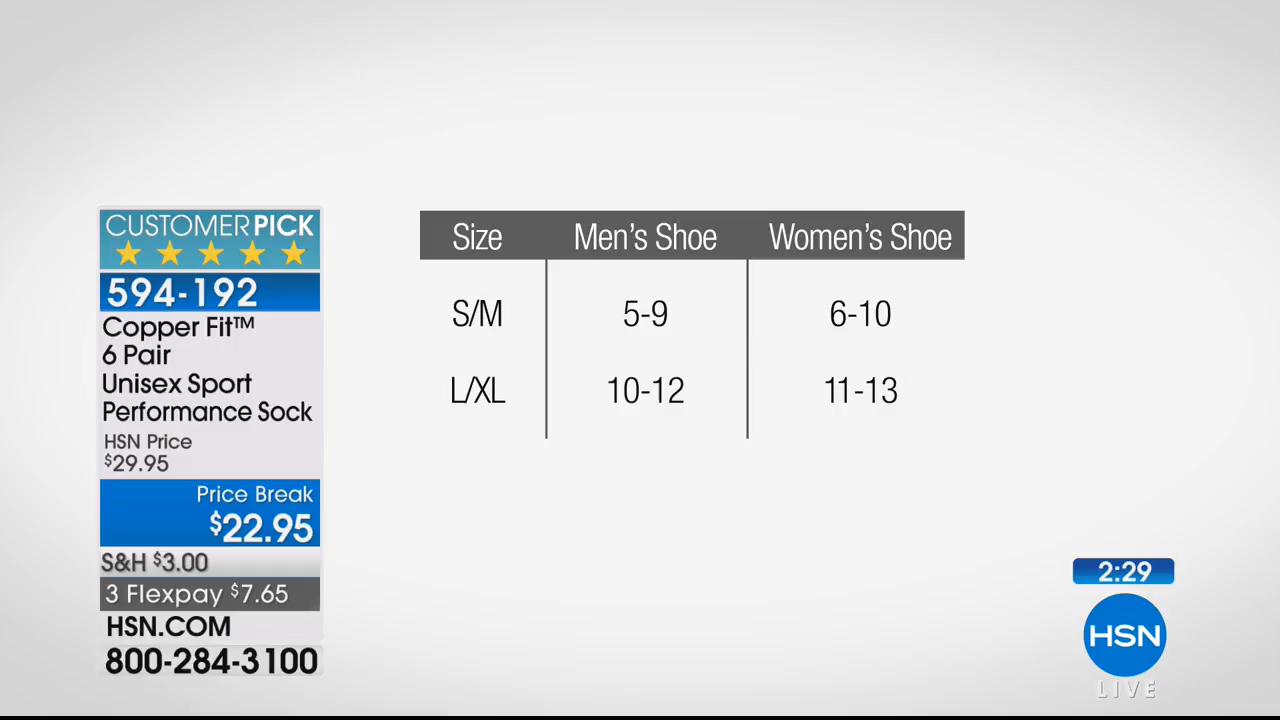 CUSTOMER PICK
594-192
Copper Fit™
6 Pair
Unisex Sport
Performance Sock
HSN Price
$29.95
Price Break
$22.95
S&H $3.00
3 Flexpay $7.65
HSN.COM
800-284-3100
Size Men's Shoe Women's Shoe
S/M 5-9 6-10
L/XL 10-12 11-13
2:29
HSN
LIVE